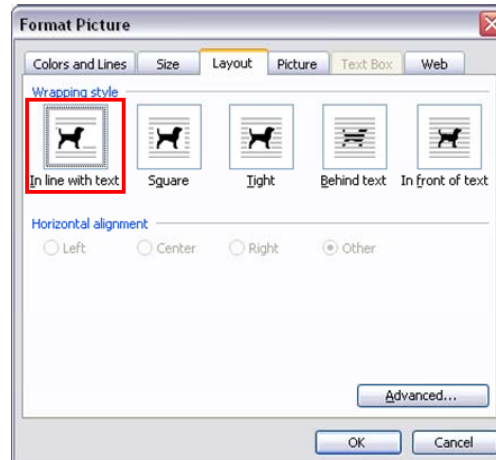 Format Picture
Colors and Lines Size Layout Picture Text Box Web
Wrapping style
In line with text Square Tight Behind text In front of text
Horizontal alignment
Left Center Right Other
Advanced...
OK Cancel